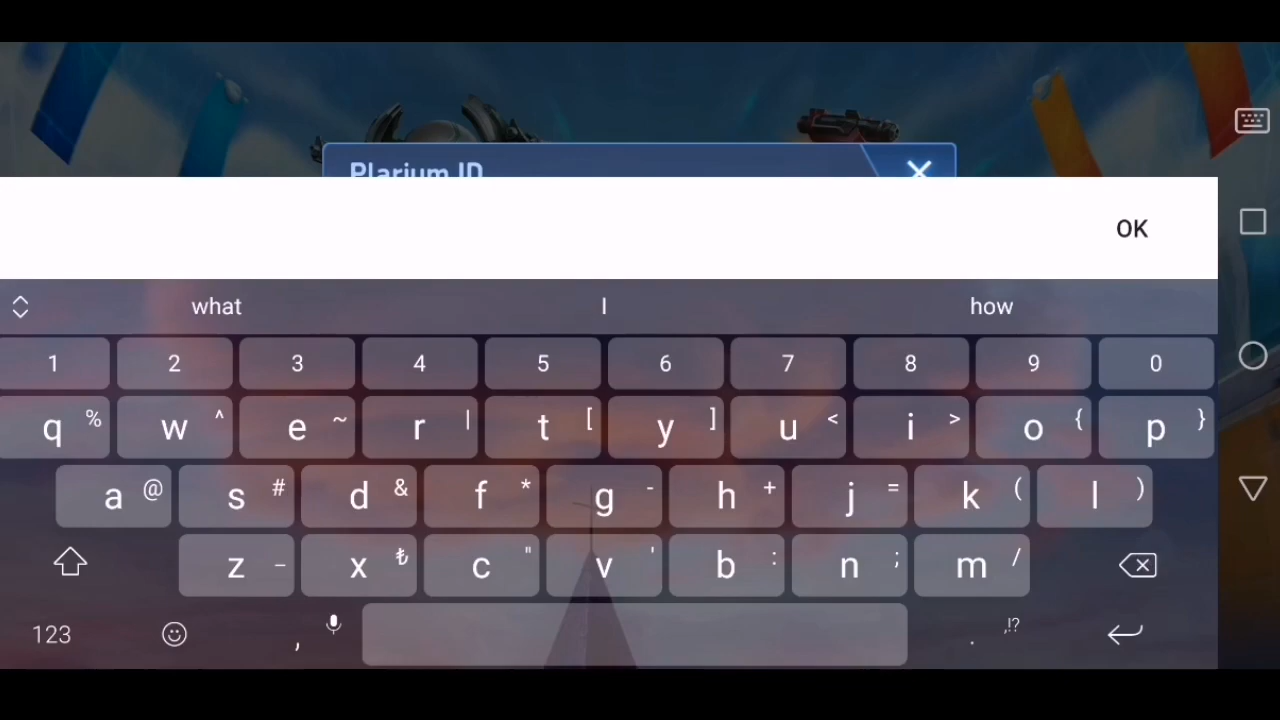 Plarium ID
OK
what I how
1 2 3 4 5 6 7 8 9 0
q % w ^ e ~ r | t [ y ] u < i > o { p }
a @ s # d & f * g - h + j = k ( l )
z _ x ₺ c " v ' b : n ; m /
123 , . ,!?